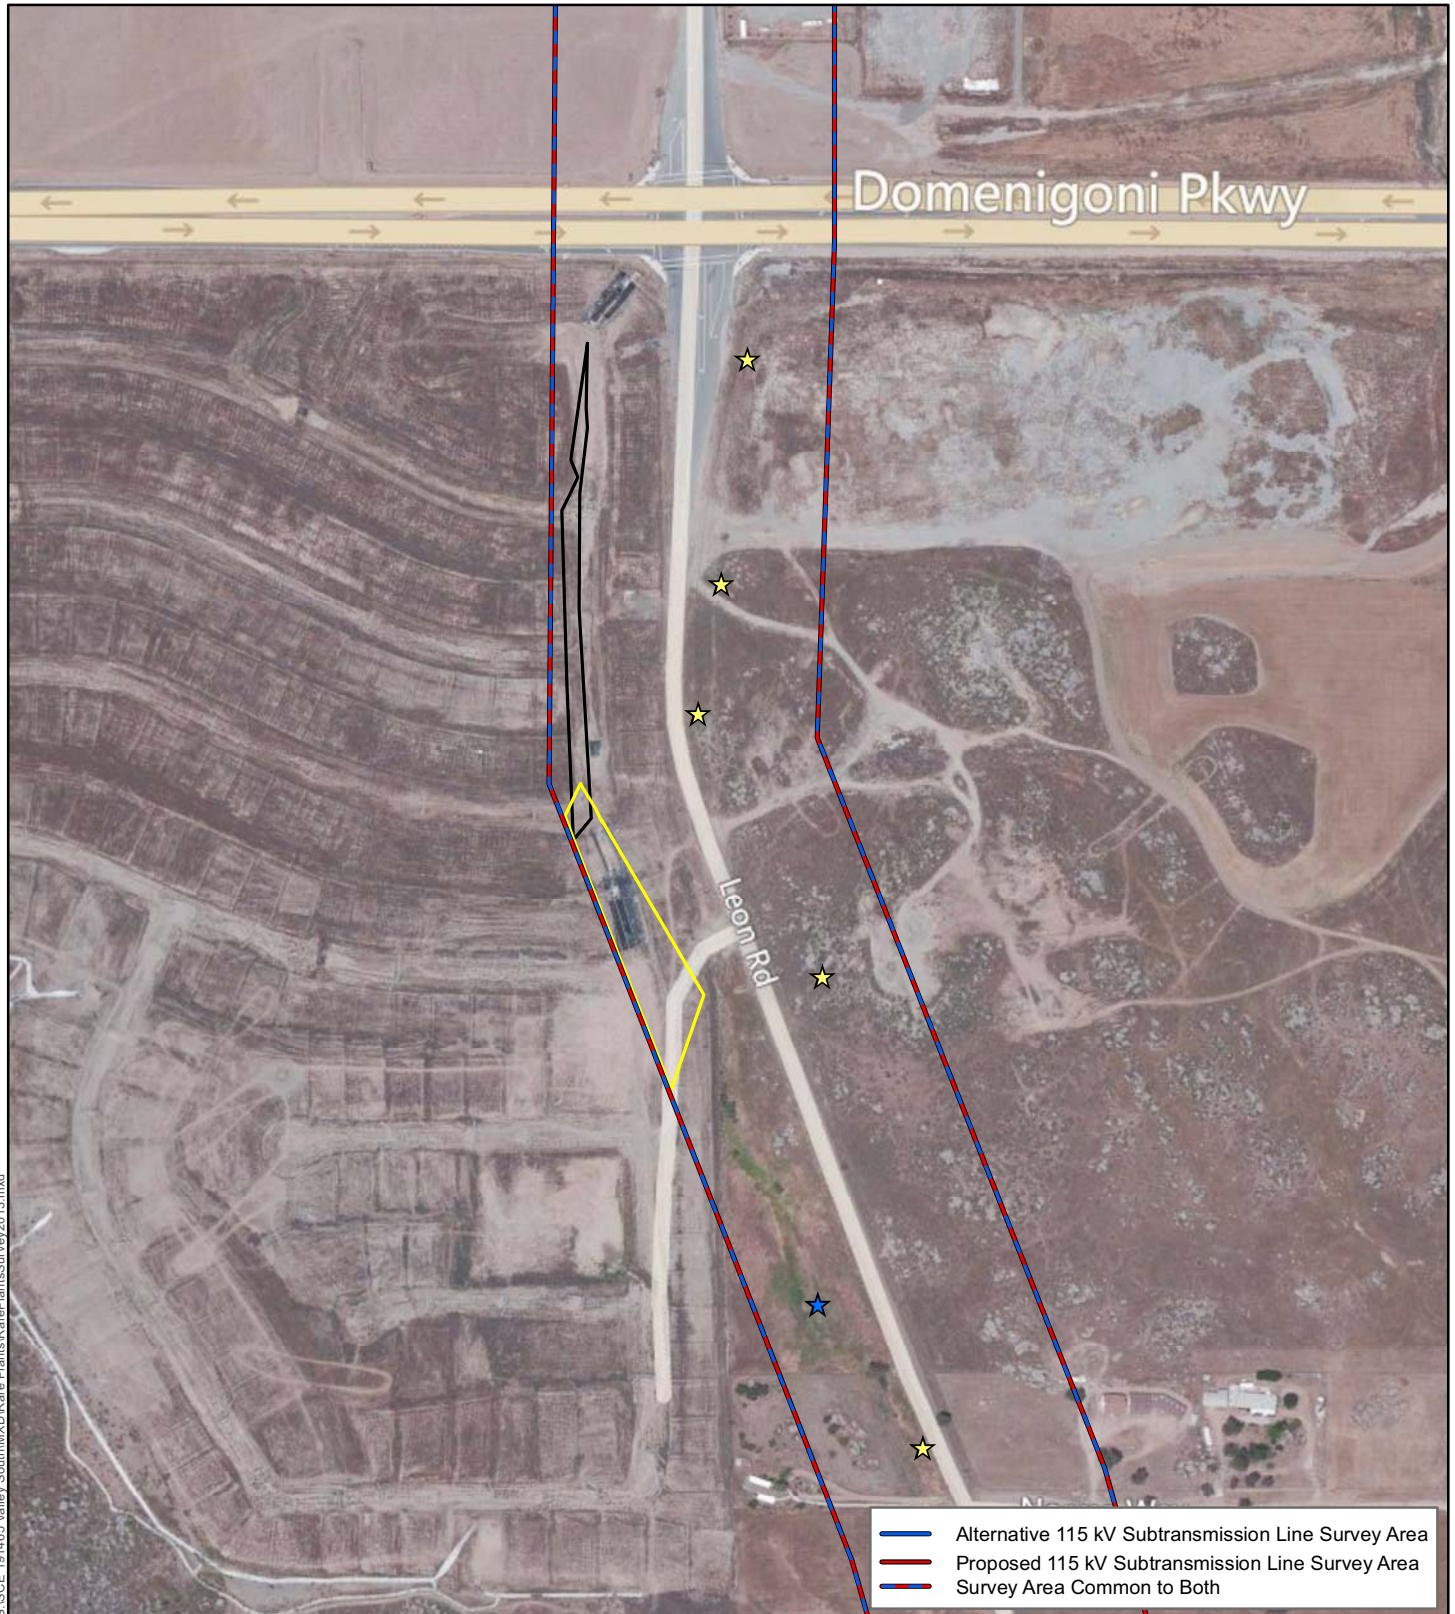 Domenigoni Pkwy
Leon Rd
Alternative 115 kV Subtransmission Line Survey Area
Proposed 115 kV Subtransmission Line Survey Area
Survey Area Common to Both